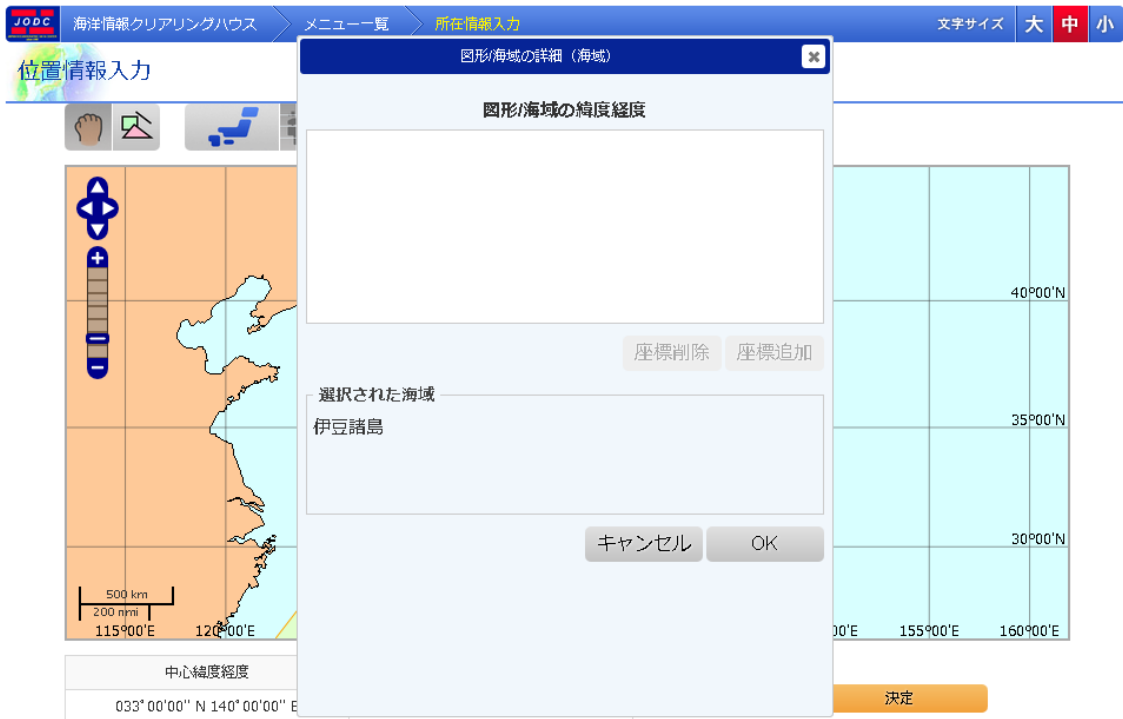 JODC 海洋情報クリアリングハウス メニュー一覧 所在情報入力 文字サイズ 大 中 小
位置情報入力
図形/海域の詳細（海域）
図形/海域の緯度経度
座標削除 座標追加
選択された海域
伊豆諸島
キャンセル OK
40°00'N
35°00'N
30°00'N
500 km
200 nmi
115°00'E 120°00'E 00'E 155°00'E 160°00'E
中心緯度経度
033°00'00" N 140°00'00" E
決定